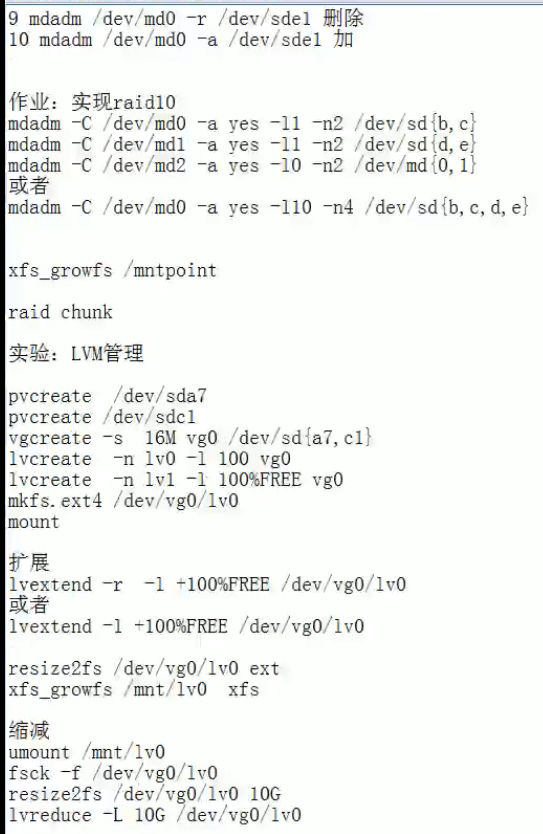 9 mdadm /dev/md0 -r /dev/sde1 删除
10 mdadm /dev/md0 -a /dev/sde1 加
作业：实现raid10
mdadm -C /dev/md0 -a yes -l1 -n2 /dev/sd{b,c}
mdadm -C /dev/md1 -a yes -l1 -n2 /dev/sd{d,e}
mdadm -C /dev/md2 -a yes -l0 -n2 /dev/md{0,1}
或者
mdadm -C /dev/md0 -a yes -l10 -n4 /dev/sd{b,c,d,e}
xfs_growfs /mntpoint
raid chunk
实验：LVM管理
pvcreate  /dev/sda7
pvcreate /dev/sdc1
vgcreate -s  16M vg0 /dev/sd{a7,c1}
lvcreate  -n lv0 -l 100 vg0
lvcreate  -n lv1 -l 100%FREE vg0
mkfs.ext4 /dev/vg0/lv0
mount
扩展
lvextend -r  -l +100%FREE /dev/vg0/lv0
或者
lvextend -l +100%FREE /dev/vg0/lv0
resize2fs /dev/vg0/lv0 ext
xfs_growfs /mnt/lv0  xfs
缩减
umount /mnt/lv0
fsck -f /dev/vg0/lv0
resize2fs /dev/vg0/lv0 10G
lvreduce -L 10G /dev/vg0/lv0